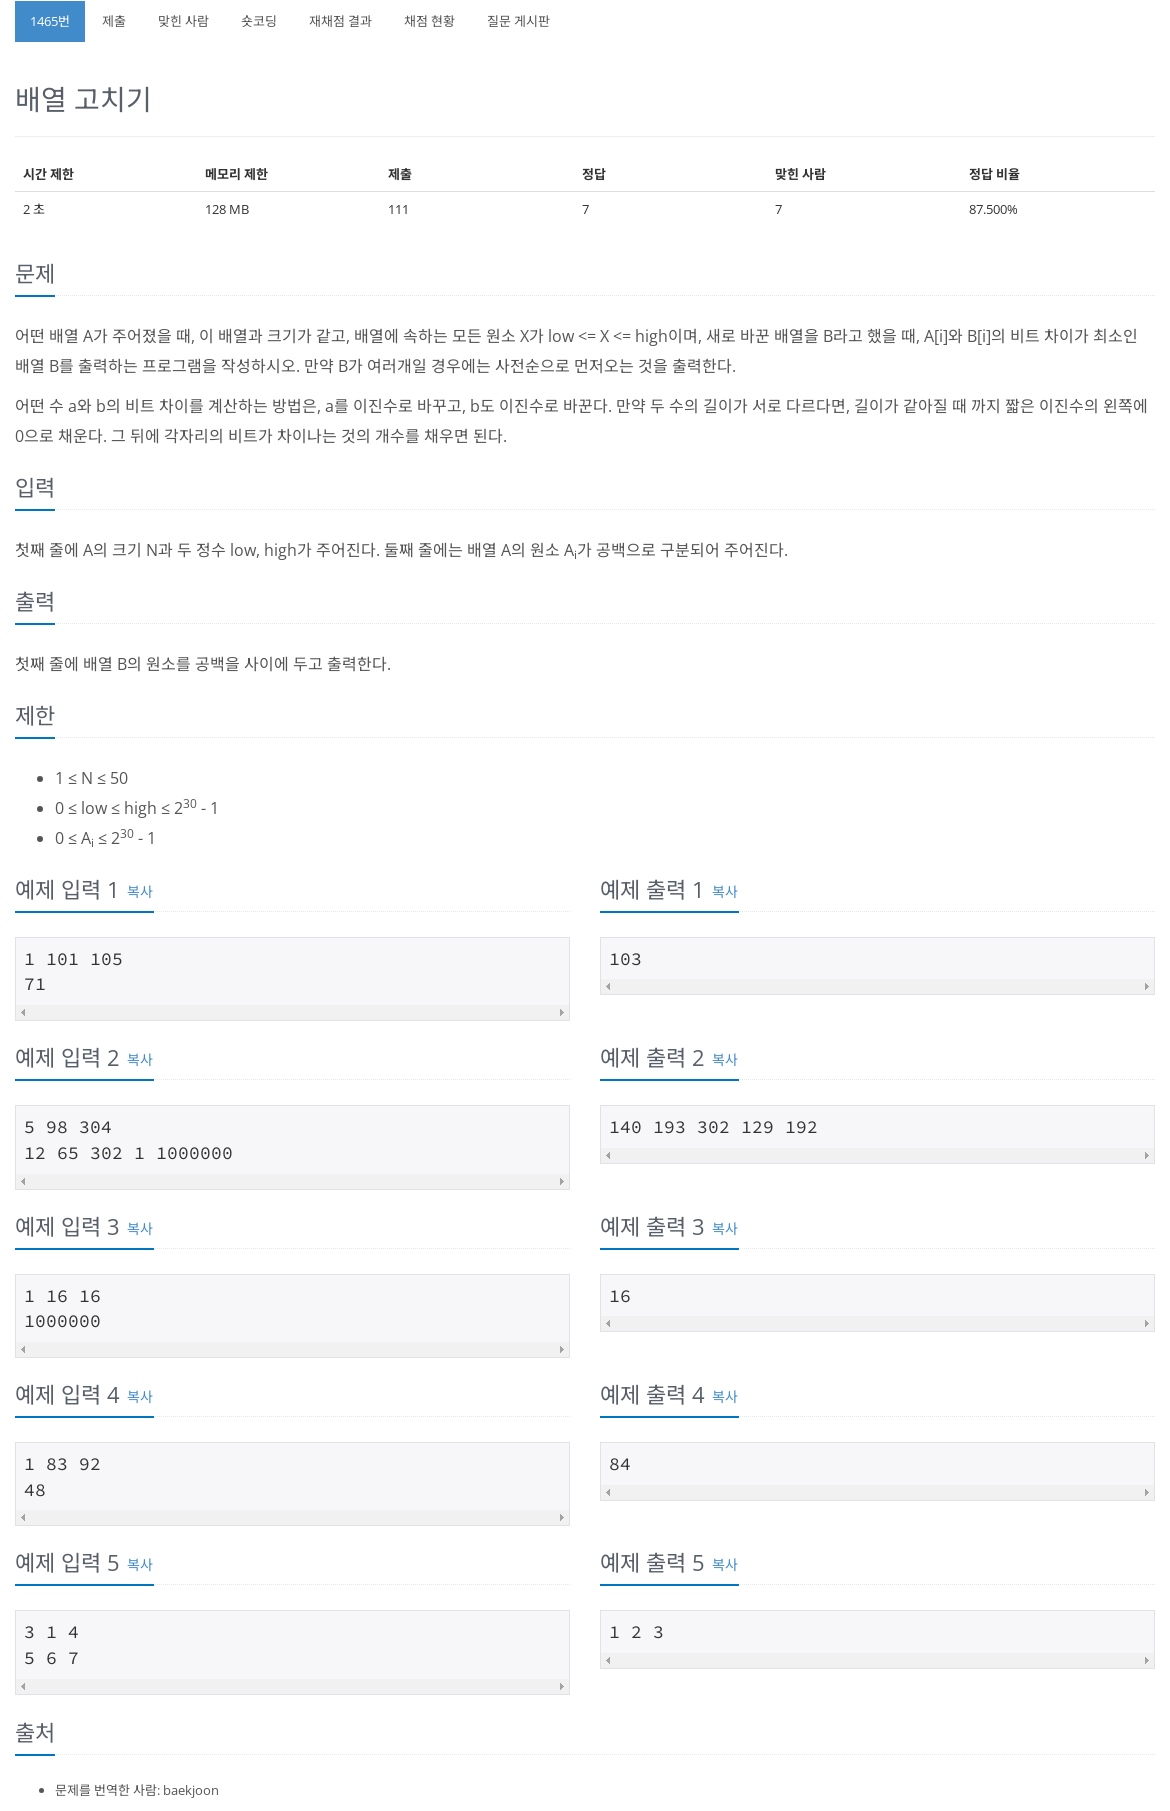 1465번 제출 맞힌 사람 숏코딩 재채점 결과 채점 현황 질문 게시판
배열 고치기
시간 제한 메모리 제한 제출 정답 맞힌 사람 정답 비율
2 초 128 MB 111 7 7 87.500%
문제
어떤 배열 A가 주어졌을 때, 이 배열과 크기가 같고, 배열에 속하는 모든 원소 X가 low <= X <= high이며, 새로 바꾼 배열을 B라고 했을 때, A[i]와 B[i]의 비트 차이가 최소인
배열 B를 출력하는 프로그램을 작성하시오. 만약 B가 여러개일 경우에는 사전순으로 먼저오는 것을 출력한다.
어떤 수 a와 b의 비트 차이를 계산하는 방법은, a를 이진수로 바꾸고, b도 이진수로 바꾼다. 만약 두 수의 길이가 서로 다르다면, 길이가 같아질 때 까지 짧은 이진수의 왼쪽에
0으로 채운다. 그 뒤에 각자리의 비트가 차이나는 것의 개수를 채우면 된다.
입력
첫째 줄에 A의 크기 N과 두 정수 low, high가 주어진다. 둘째 줄에는 배열 A의 원소 Aᵢ가 공백으로 구분되어 주어진다.
출력
첫째 줄에 배열 B의 원소를 공백을 사이에 두고 출력한다.
제한
• 1 ≤ N ≤ 50
• 0 ≤ low ≤ high ≤ 2³⁰ - 1
• 0 ≤ Aᵢ ≤ 2³⁰ - 1
예제 입력 1 복사
1 101 105
71
예제 출력 1 복사
103
예제 입력 2 복사
5 98 304
12 65 302 1 1000000
예제 출력 2 복사
140 193 302 129 192
예제 입력 3 복사
1 16 16
1000000
예제 출력 3 복사
16
예제 입력 4 복사
1 83 92
48
예제 출력 4 복사
84
예제 입력 5 복사
3 1 4
5 6 7
예제 출력 5 복사
1 2 3
출처
• 문제를 번역한 사람: baekjoon